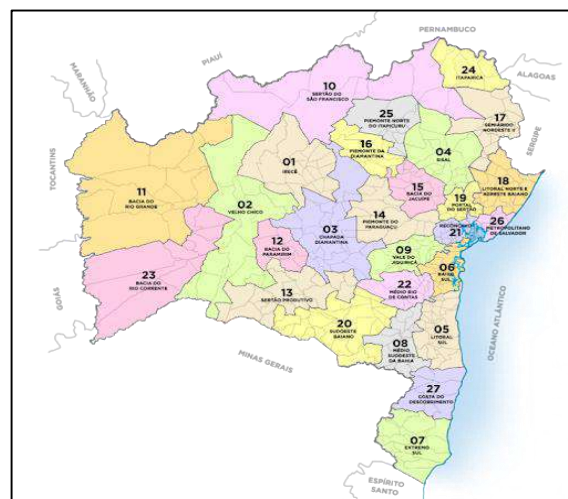 PERNAMBUCO
PIAUÍ
MARANHÃO
ALAGOAS
24
ITAPARICA
10
SERTÃO DO
SÃO FRANCISCO
25
PIEMONTE NORTE
DO ITAPICURU
17
SEMIÁRIDO
NORDESTE II
SERGIPE
16
PIEMONTE DA
DIAMANTINA
04
SISAL
TOCANTINS
01
IRECÊ
11
BACIA DO
RIO GRANDE
02
VELHO CHICO
15
BACIA DO
JACUÍPE
18
LITORAL NORTE E
AGRESTE BAIANO
19
PORTAL
DO SERTÃO
14
PIEMONTE DO
PARAGUAÇU
03
CHAPADA
DIAMANTINA
RECÔNCAVO
21
26
METROPOLITANO
DE SALVADOR
12
BACIA DO
PARAMIRIM
09
VALE DO
JIQUIRIÇÁ
06
BAIXO
SUL
23
BACIA DO
RIO CORRENTE
GOIÁS
22
MÉDIO RIO
DE CONTAS
13
SERTÃO PRODUTIVO
OCEANO ATLÂNTICO
20
SUDOESTE
BAIANO
05
LITORAL
SUL
08
MÉDIO
SUDOESTE
DA BAHIA
MINAS GERAIS
27
COSTA DO
DESCOBRIMENTO
07
EXTREMO
SUL
ESPÍRITO
SANTO